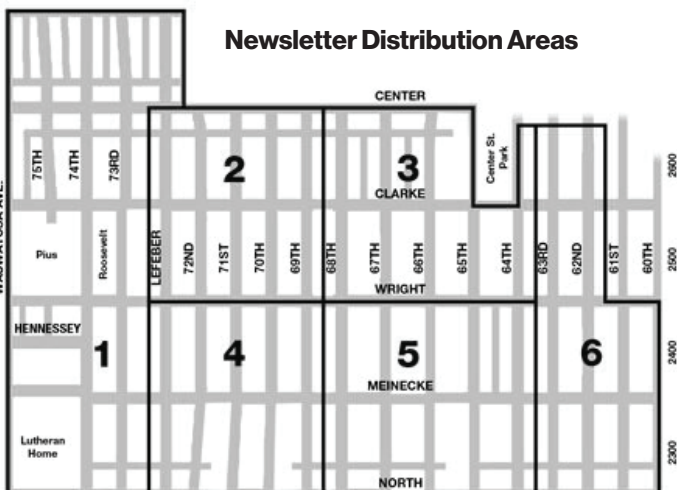 Newsletter Distribution Areas
CENTER
75TH
74TH
73RD
2
3
Center St.
Park
2600
CLARKE
WAUWATOSA AVE.
Pius
Roosevelt
LEFEBER
72ND
71ST
70TH
69TH
68TH
67TH
66TH
65TH
64TH
63RD
62ND
61ST
60TH
2500
WRIGHT
HENNESSEY
1
4
5
6
2400
MEINECKE
Lutheran
Home
2300
NORTH